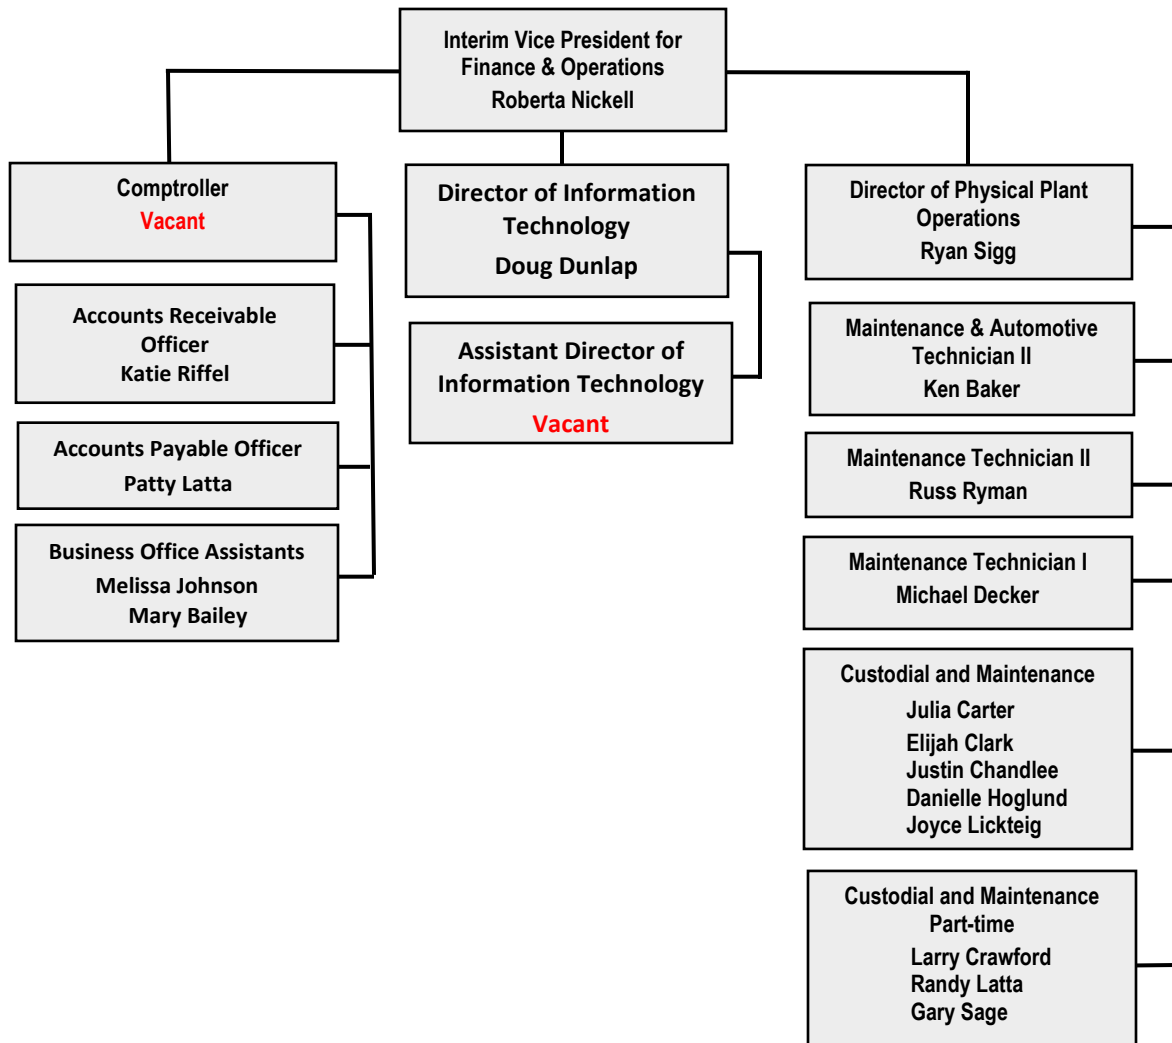 Interim Vice President for
Finance & Operations
Roberta Nickell
Comptroller
Vacant
Accounts Receivable
Officer
Katie Riffel
Accounts Payable Officer
Patty Latta
Business Office Assistants
Melissa Johnson
Mary Bailey
Director of Information
Technology
Doug Dunlap
Assistant Director of
Information Technology
Vacant
Director of Physical Plant
Operations
Ryan Sigg
Maintenance & Automotive
Technician II
Ken Baker
Maintenance Technician II
Russ Ryman
Maintenance Technician I
Michael Decker
Custodial and Maintenance
Julia Carter
Elijah Clark
Justin Chandlee
Danielle Hoglund
Joyce Lickteig
Custodial and Maintenance
Part-time
Larry Crawford
Randy Latta
Gary Sage